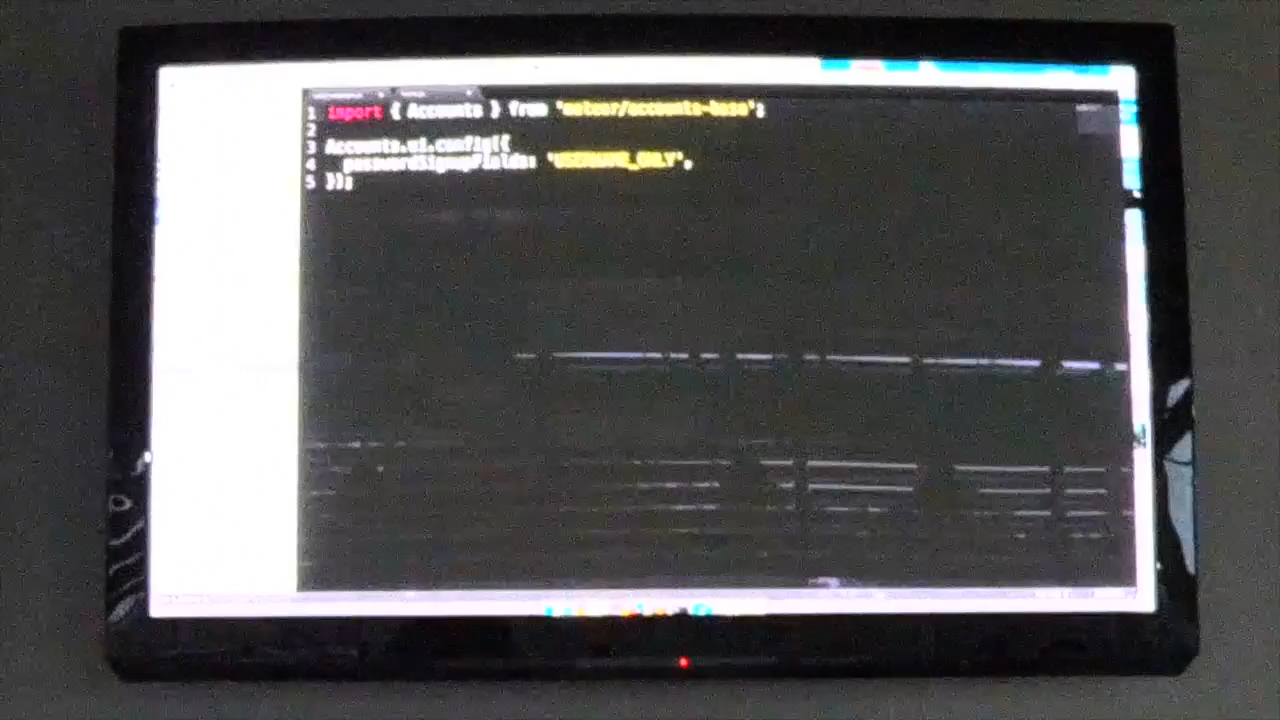 1 import { Accounts } from 'meteor/accounts-base';
2
3 Accounts.ui.config({
4 passwordSignupFields: 'USERNAME_ONLY',
5 });